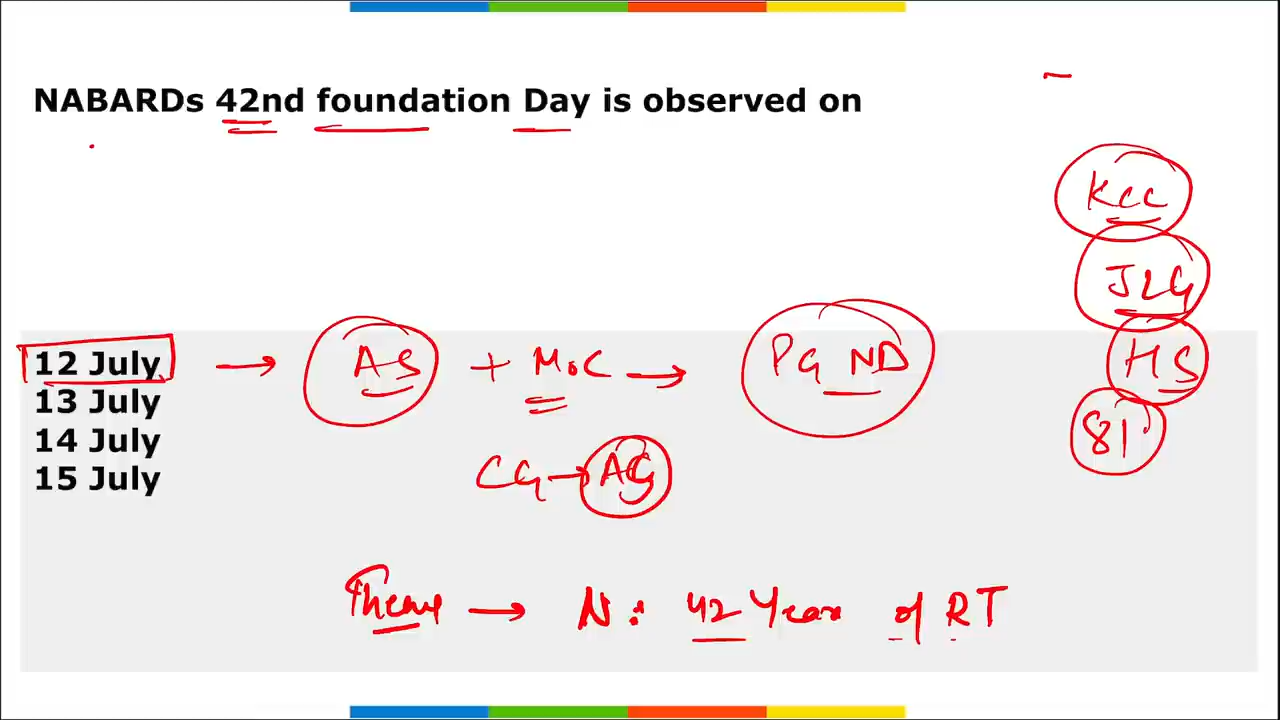 NABARDs 42nd foundation Day is observed on
KCC
JLG
12 July → AS + MoC → PG ND
HS
13 July
14 July
81
15 July
CG → AG
Theme → N: 42 Year of RT